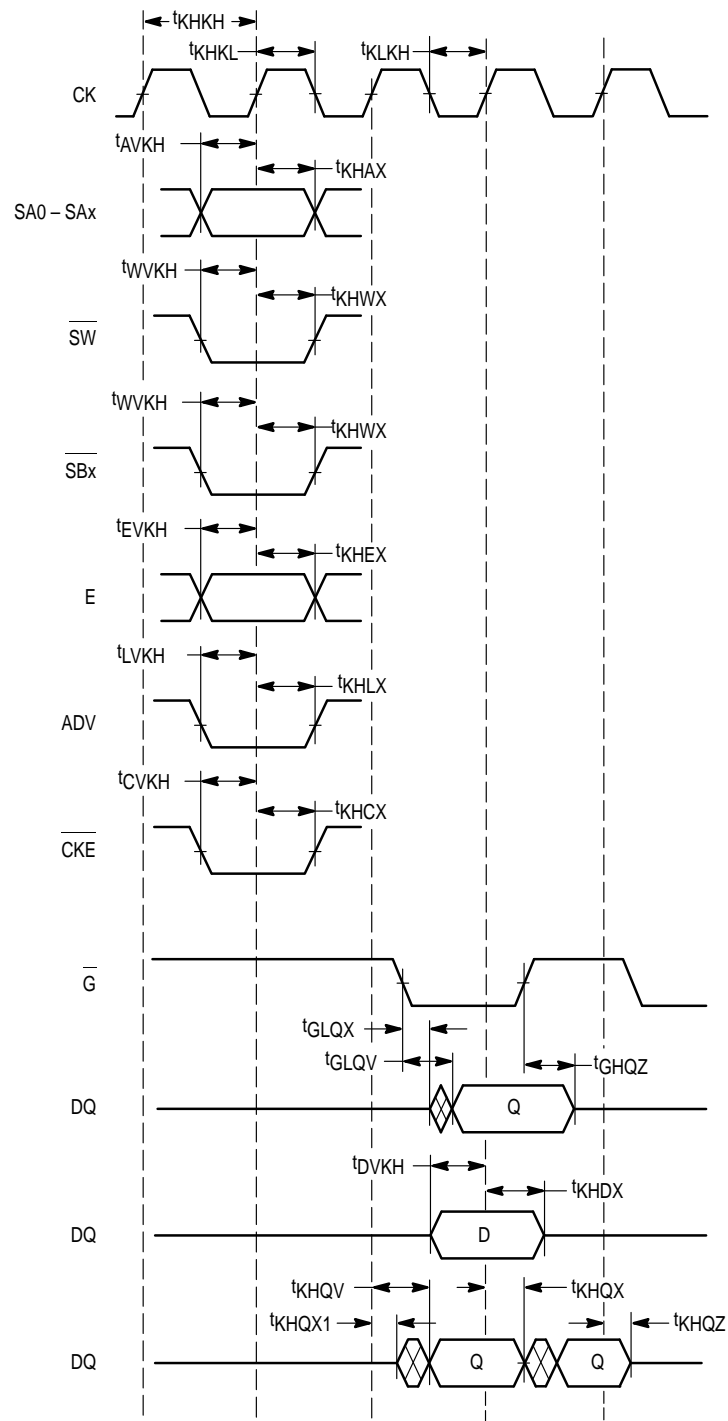 tKHKH
tKHKL
tKLKH
CK
tAVKH
tKHAX
SA0 – SAx
tWVKH
tKHWX
SW
tWVKH
tKHWX
SBx
tEVKH
tKHEX
E
tLVKH
tKHLX
ADV
tCVKH
tKHCX
CKE
G
tGLQX
tGLQV
tGHQZ
DQ
Q
tDVKH
tKHDX
DQ
D
tKHQV
tKHQX
tKHQX1
tKHQZ
DQ
Q
Q